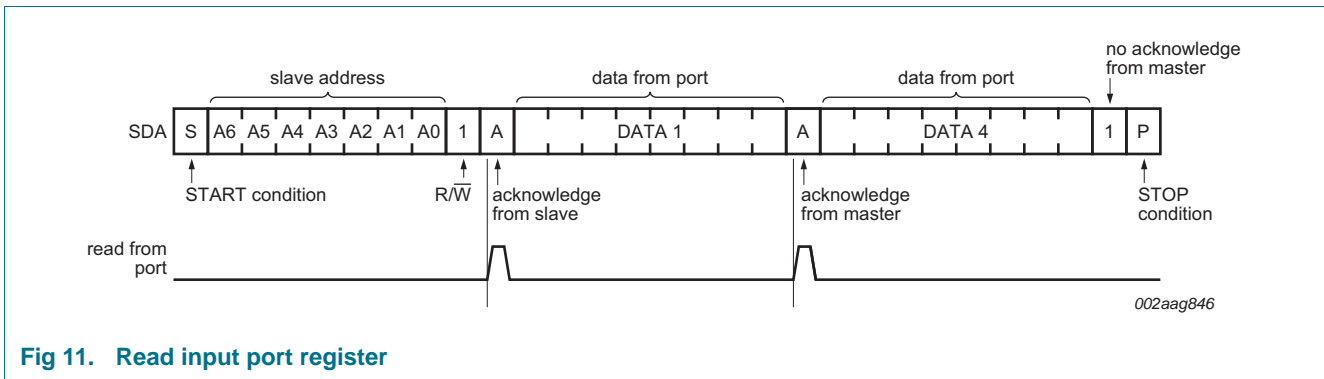 no acknowledge
from master
slave address
data from port
data from port
SDA S A6 A5 A4 A3 A2 A1 A0 1 A DATA 1 A DATA 4 1 P
START condition
R/W̅
acknowledge
from slave
acknowledge
from master
STOP
condition
read from
port
002aag846
Fig 11. Read input port register